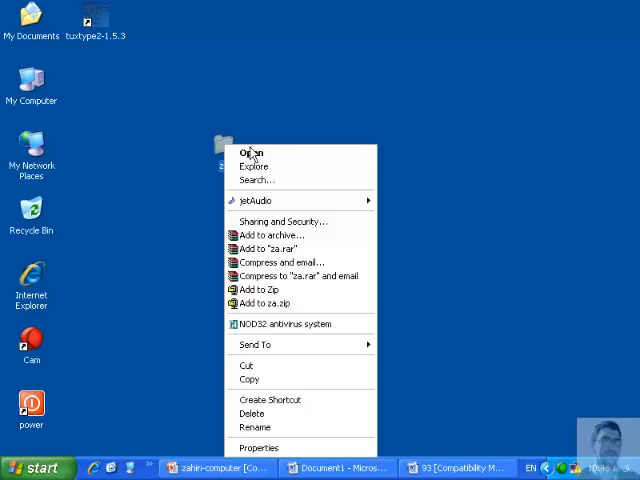 My Documents
tuxtype2-1.5.3
My Computer
My Network
Places
Recycle Bin
Internet
Explorer
Cam
power
Open
Explore
Search...
jetAudio
Sharing and Security...
Add to archive...
Add to "za.rar"
Compress and email...
Compress to "za.rar" and email
Add to Zip
Add to za.zip
NOD32 antivirus system
Send To
Cut
Copy
Create Shortcut
Delete
Rename
Properties
start
zahiri-computer [Co...
Document1 - Micros...
93 [Compatibility M...
EN